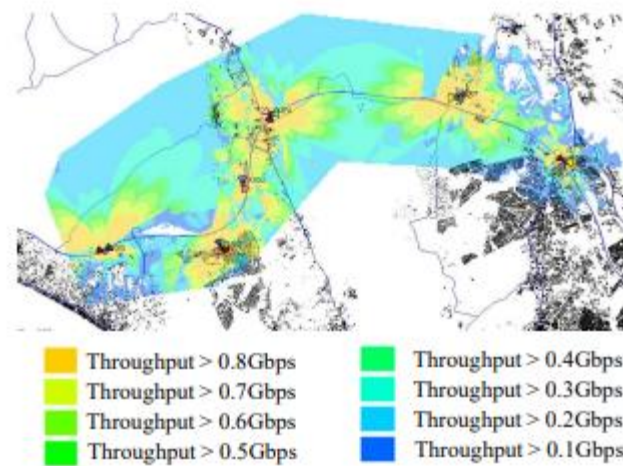 Throughput > 0.8Gbps
Throughput > 0.7Gbps
Throughput > 0.6Gbps
Throughput > 0.5Gbps
Throughput > 0.4Gbps
Throughput > 0.3Gbps
Throughput > 0.2Gbps
Throughput > 0.1Gbps